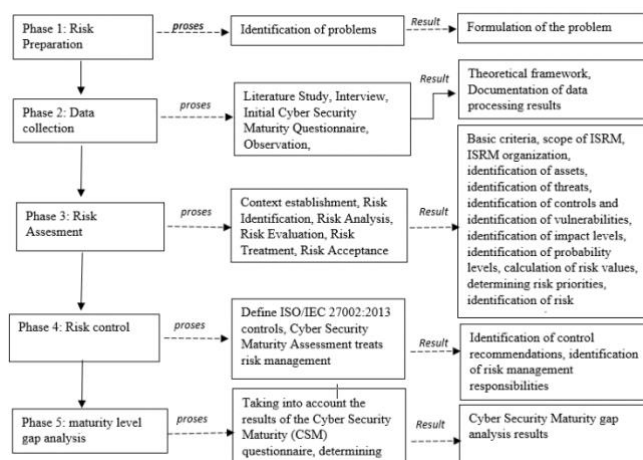 Phase 1: Risk
Preparation
proses
Identification of problems
Result
Formulation of the problem
Phase 2: Data
collection
proses
Literature Study, Interview,
Initial Cyber Security
Maturity Questionnaire,
Observation,
Result
Theoretical framework,
Documentation of data
processing results
Phase 3: Risk
Assesment
proses
Context establishment, Risk
Identification, Risk Analysis,
Risk Evaluation, Risk
Treatment, Risk Acceptance
Result
Basic criteria, scope of ISRM,
ISRM organization,
identification of assets,
identification of threats,
identification of controls and
identification of vulnerabilities,
identification of impact levels,
identification of probability
levels, calculation of risk values,
determining risk priorities,
identification of risk
Phase 4: Risk control
proses
Define ISO/IEC 27002:2013
controls, Cyber Security
Maturity Assessment treats
risk management
Result
Identification of control
recommendations, identification
of risk management
responsibilities
Phase 5: maturity level
gap analysis
proses
Taking into account the
results of the Cyber Security
Maturity (CSM)
questionnaire, determining
Result
Cyber Security Maturity gap
analysis results